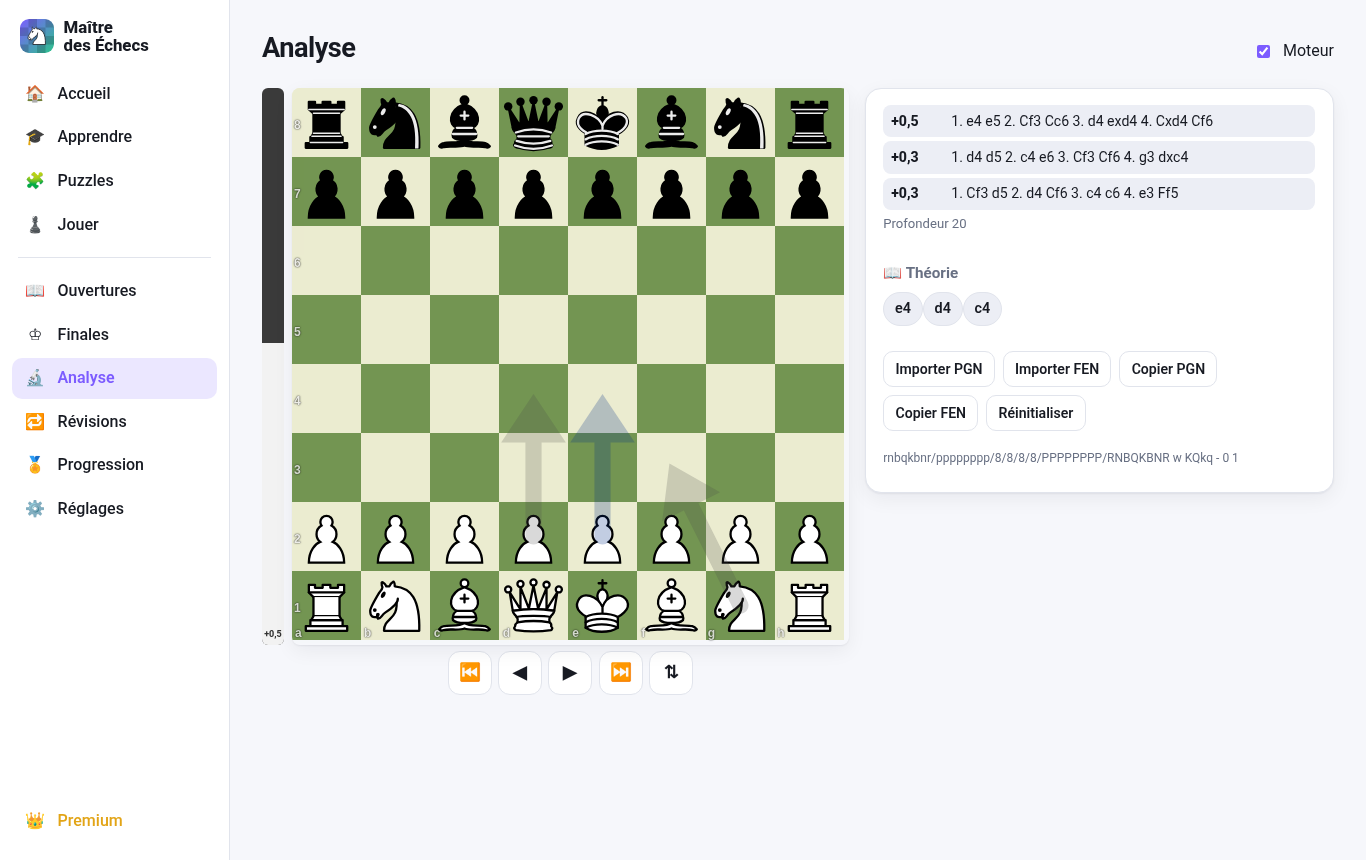 Maître
des Échecs
Accueil
Apprendre
Puzzles
Jouer
Ouvertures
Finales
Analyse
Révisions
Progression
Réglages
Premium
Analyse
Moteur
8
7
6
5
4
3
2
1
a b c d e f g h
+0,5
+0,5 1. e4 e5 2. Cf3 Cc6 3. d4 exd4 4. Cxd4 Cf6
+0,3 1. d4 d5 2. c4 e6 3. Cf3 Cf6 4. g3 dxc4
+0,3 1. Cf3 d5 2. d4 Cf6 3. c4 c6 4. e3 Ff5
Profondeur 20
Théorie
e4 d4 c4
Importer PGN Importer FEN Copier PGN
Copier FEN Réinitialiser
rnbqkbnr/pppppppp/8/8/8/8/PPPPPPPP/RNBQKBNR w KQkq - 0 1